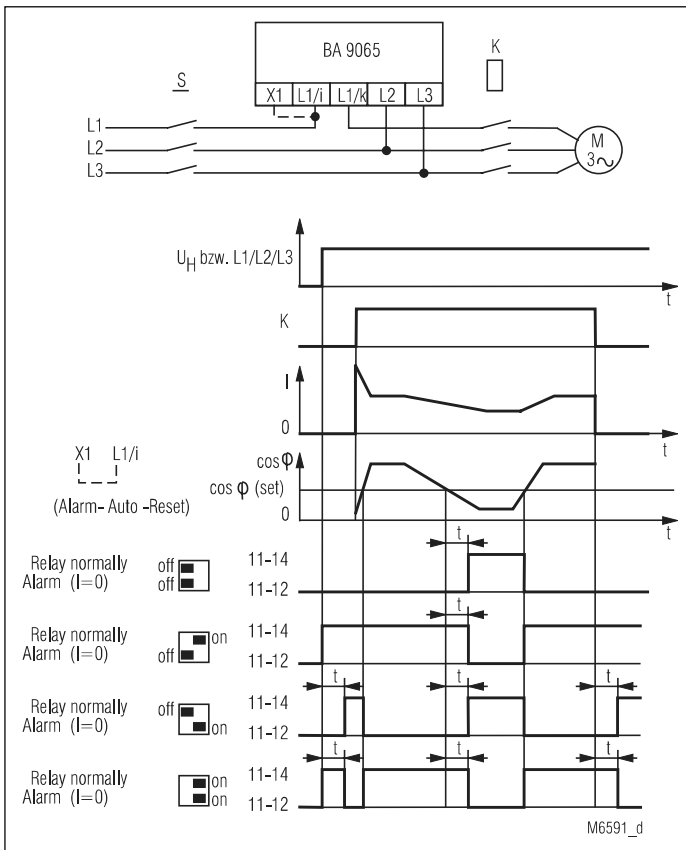 BA 9065
K
S
X1 L1/i L1/k L2 L3
L1
L2
L3
M
3~
U_H bzw. L1/L2/L3
t
K
I
0
t
X1 L1/i
(Alarm- Auto -Reset)
cos φ
cos φ (set)
0
t
t
Relay normally off 11-14
Alarm (I=0) off 11-12
t
Relay normally on 11-14
Alarm (I=0) off 11-12
t t t
Relay normally off 11-14
Alarm (I=0) on 11-12
t t t
Relay normally on 11-14
Alarm (I=0) on 11-12
M6591_d